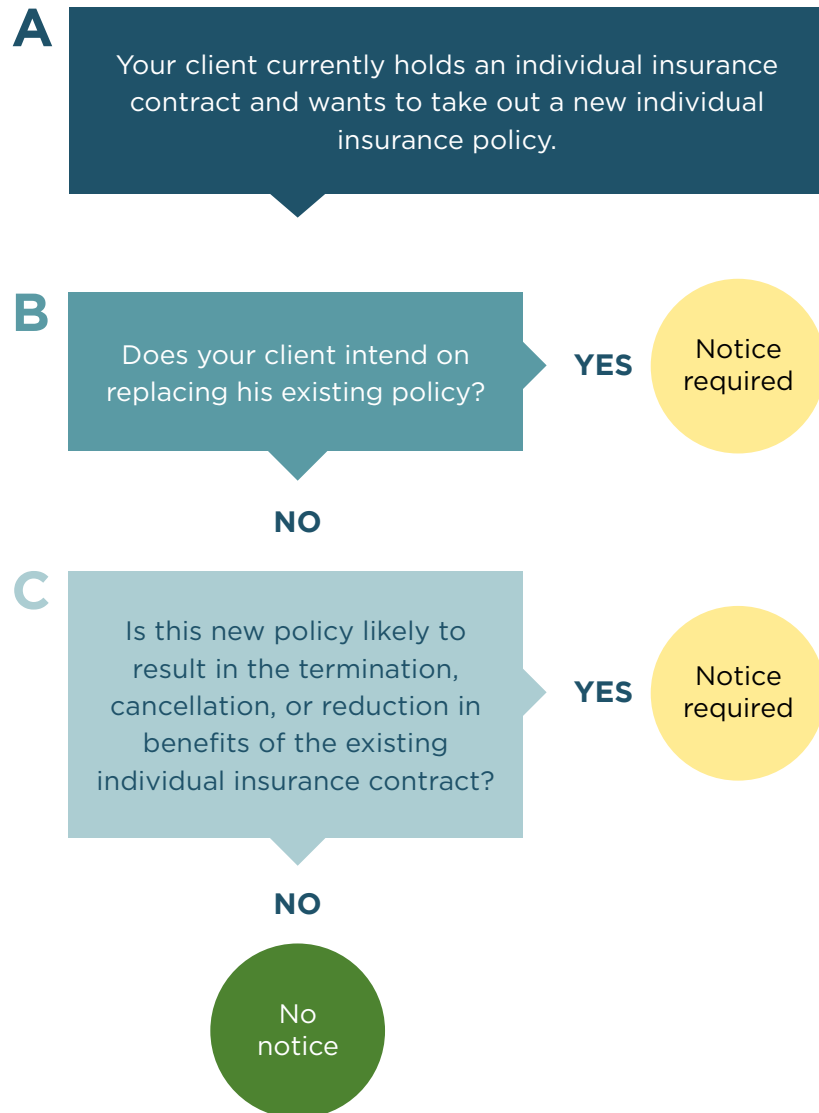 A
Your client currently holds an individual insurance
contract and wants to take out a new individual
insurance policy.
B
Does your client intend on
replacing his existing policy?
YES
Notice
required
NO
C
Is this new policy likely to
result in the termination,
cancellation, or reduction in
benefits of the existing
individual insurance contract?
YES
Notice
required
NO
No
notice